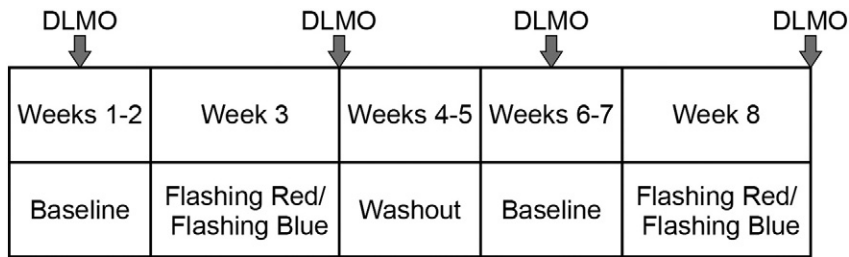 DLMO DLMO DLMO DLMO
Weeks 1-2 Week 3 Weeks 4-5 Weeks 6-7 Week 8
Baseline Flashing Red/ Flashing Blue Washout Baseline Flashing Red/ Flashing Blue